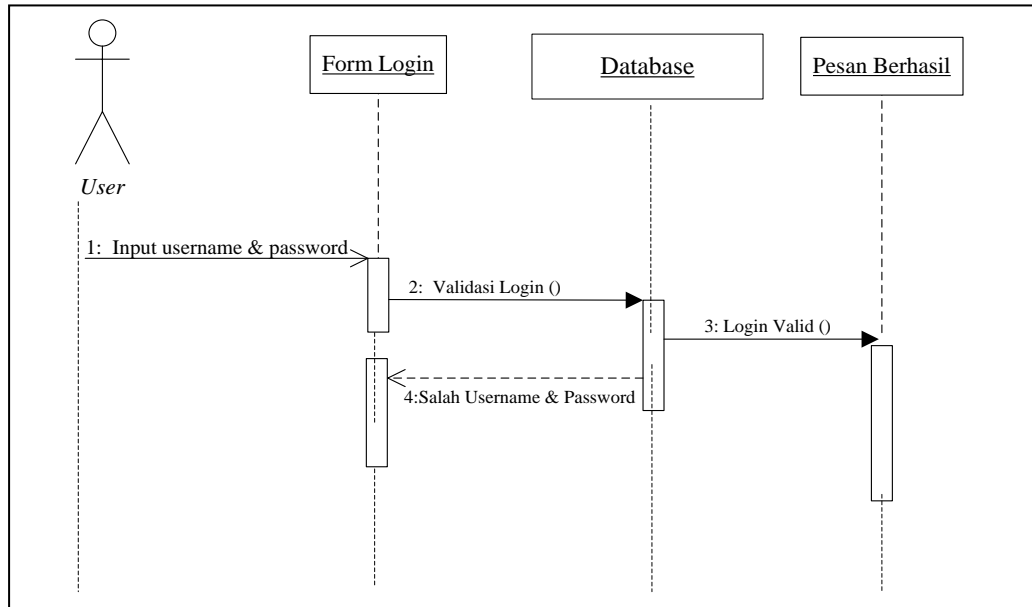 Form Login
Database
Pesan Berhasil
User
1: Input username & password
2: Validasi Login ()
3: Login Valid ()
4:Salah Username & Password